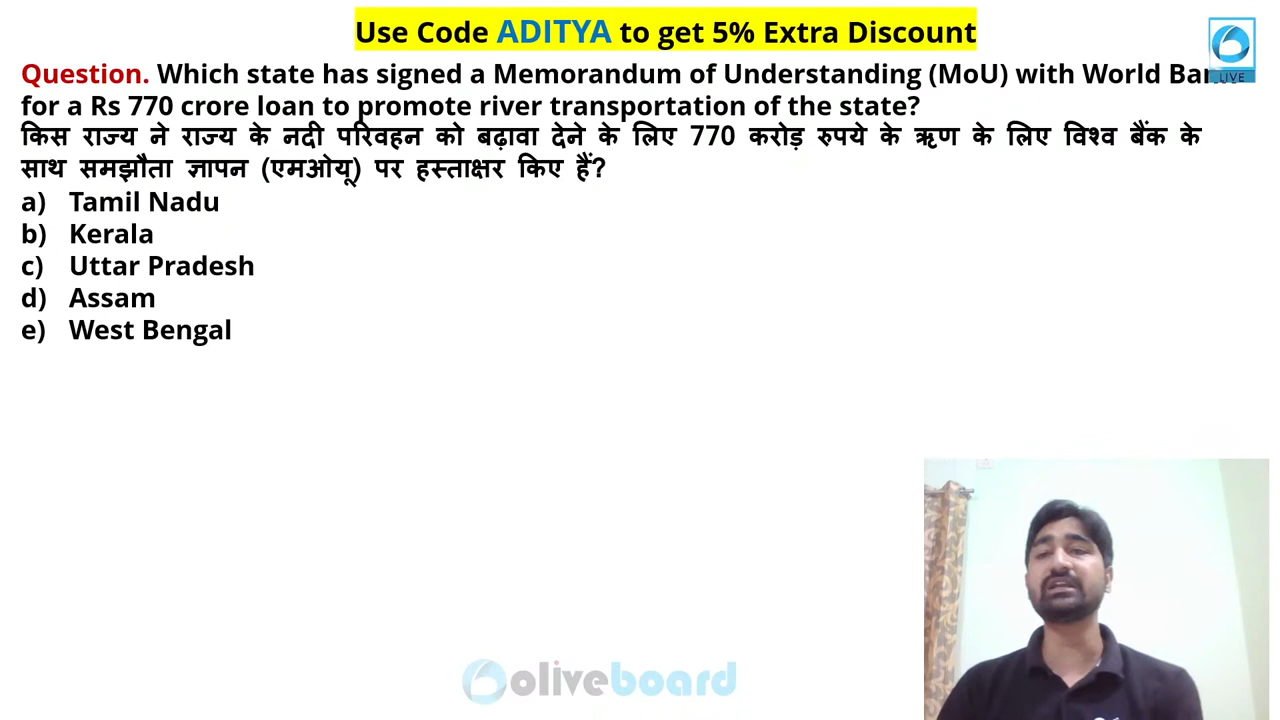 Use Code ADITYA to get 5% Extra Discount
LIVE
Question. Which state has signed a Memorandum of Understanding (MoU) with World Bank
for a Rs 770 crore loan to promote river transportation of the state?
किस राज्य ने राज्य के नदी परिवहन को बढ़ावा देने के लिए 770 करोड़ रुपये के ऋण के लिए विश्व बैंक के
साथ समझौता ज्ञापन (एमओयू) पर हस्ताक्षर किए हैं?
a) Tamil Nadu
b) Kerala
c) Uttar Pradesh
d) Assam
e) West Bengal
oliveboard